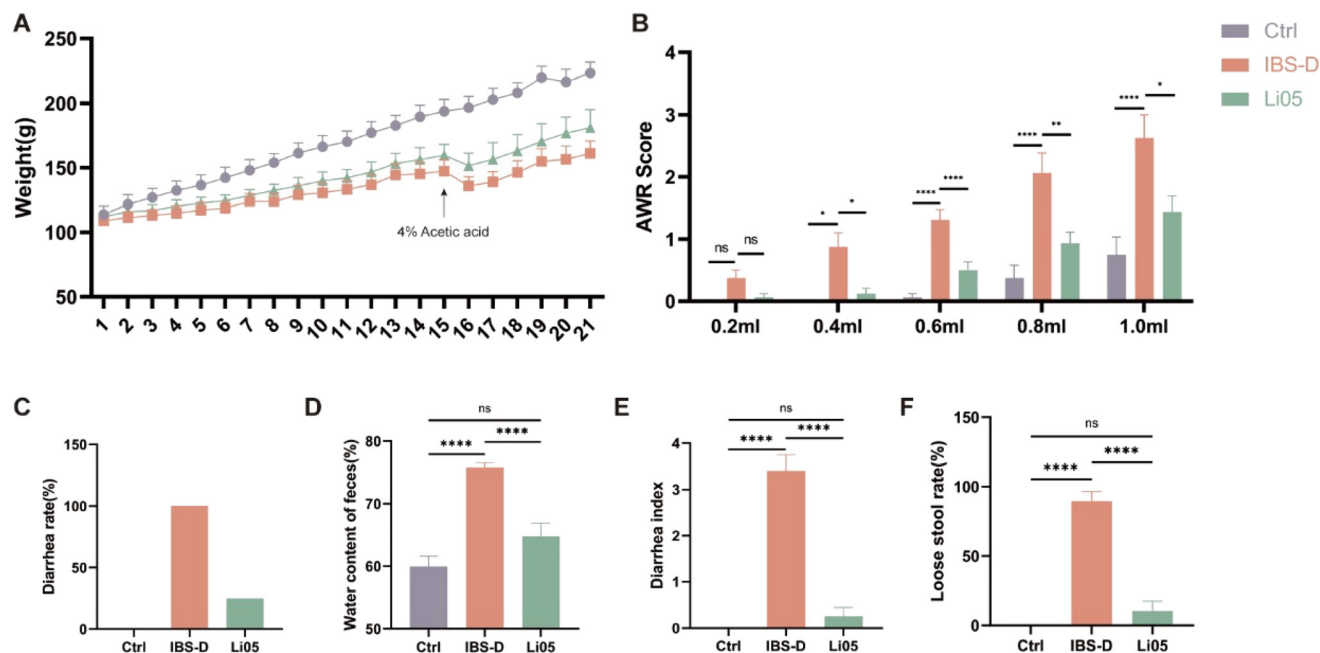 A
Weight(g)
250
200
150
100
50
4% Acetic acid
1 2 3 4 5 6 7 8 9 10 11 12 13 14 15 16 17 18 19 20 21
B
AWR Score
4
3
2
1
0
ns ns
* *
**** ****
**** **
**** *
0.2ml 0.4ml 0.6ml 0.8ml 1.0ml
Ctrl
IBS-D
Li05
C
Diarrhea rate(%)
150
100
50
0
Ctrl IBS-D Li05
D
Water content of feces(%)
80
70
60
50
ns
**** ****
Ctrl IBS-D Li05
E
Diarrhea index
4
3
2
1
0
ns
**** ****
Ctrl IBS-D Li05
F
Loose stool rate(%)
150
100
50
0
ns
**** ****
Ctrl IBS-D Li05